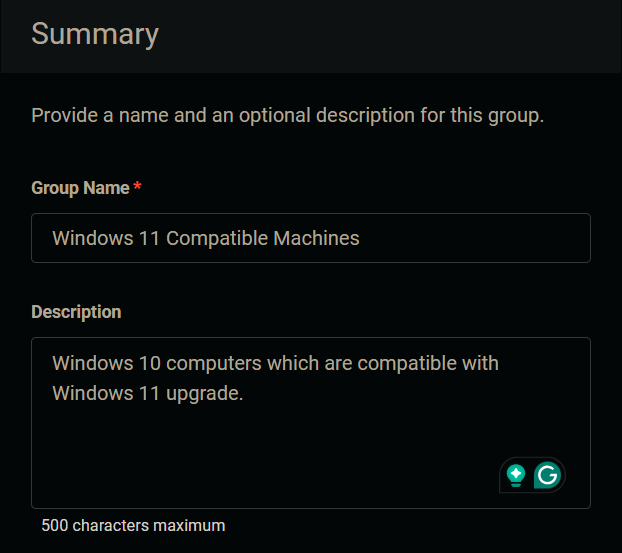 Summary
Provide a name and an optional description for this group.
Group Name *
Windows 11 Compatible Machines
Description
Windows 10 computers which are compatible with
Windows 11 upgrade.
500 characters maximum